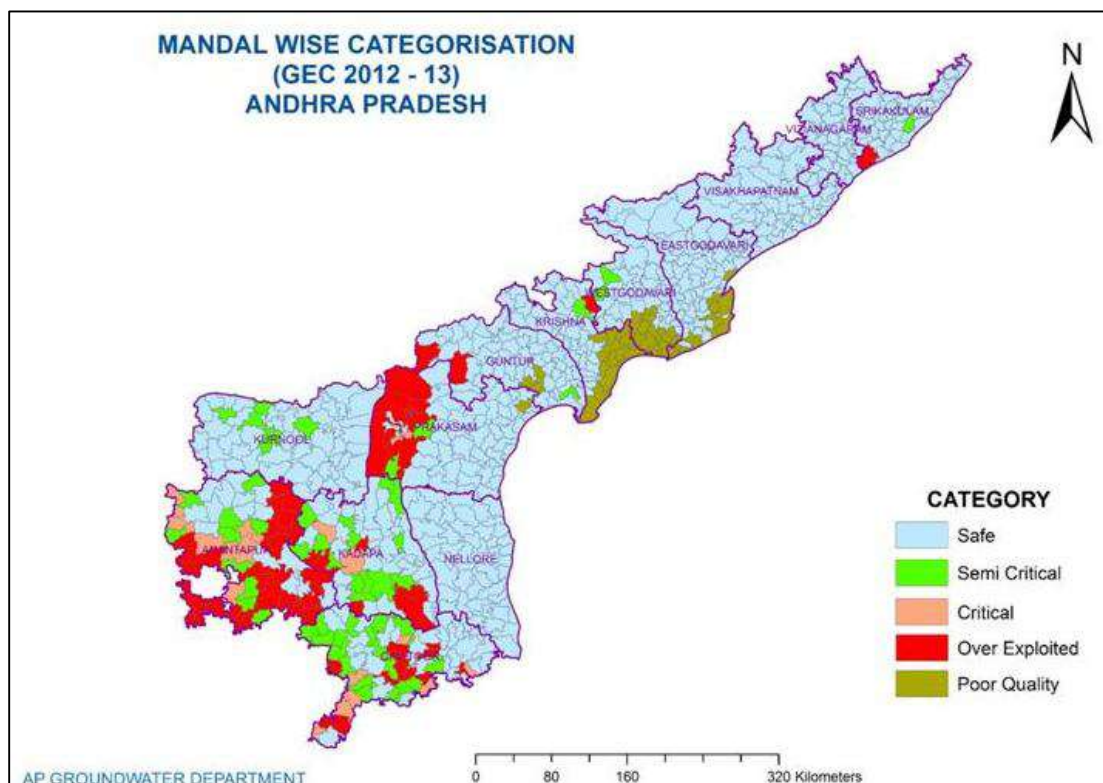 MANDAL WISE CATEGORISATION
(GEC 2012 - 13)
ANDHRA PRADESH
N
SRIKAKULAM
VIZIANAGARAM
VISAKHAPATNAM
EASTGODAVARI
WESTGODAVARI
KRISHNA
GUNTUR
PRAKASAM
KURNOOL
KADAPA
NELLORE
CATEGORY
Safe
Semi Critical
Critical
Over Exploited
Poor Quality
0 80 160 320 Kilometers
AP GROUNDWATER DEPARTMENT